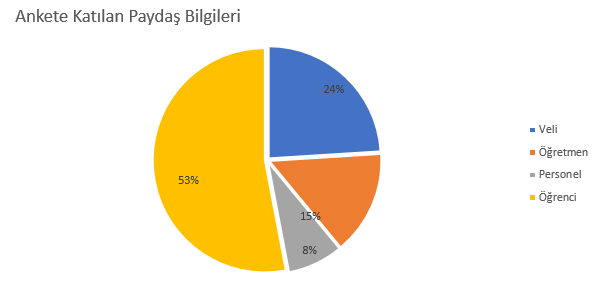 Ankete Katılan Paydaş Bilgileri
24%
53%
15%
8%
Veli
Öğretmen
Personel
Öğrenci